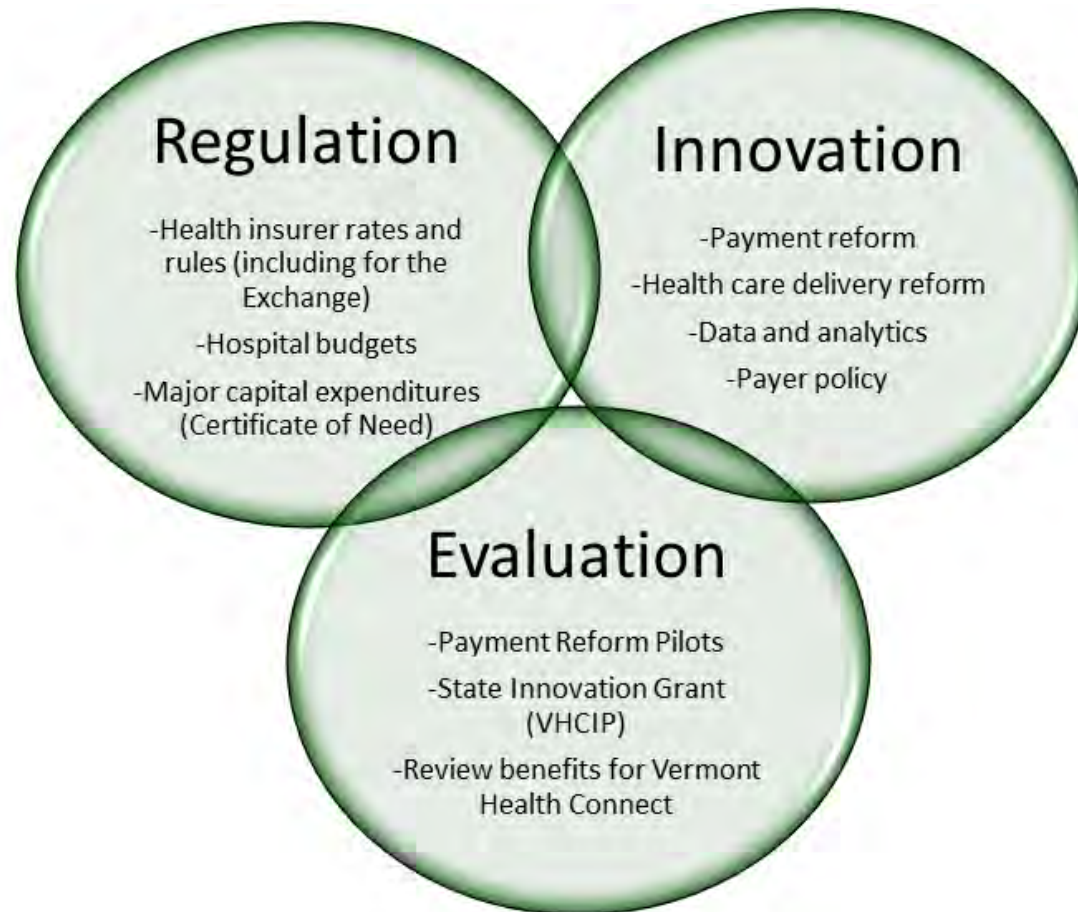 Regulation
-Health insurer rates and
rules (including for the
Exchange)
-Hospital budgets
-Major capital expenditures
(Certificate of Need)
Innovation
-Payment reform
-Health care delivery reform
-Data and analytics
-Payer policy
Evaluation
-Payment Reform Pilots
-State Innovation Grant
(VHCIP)
-Review benefits for Vermont
Health Connect